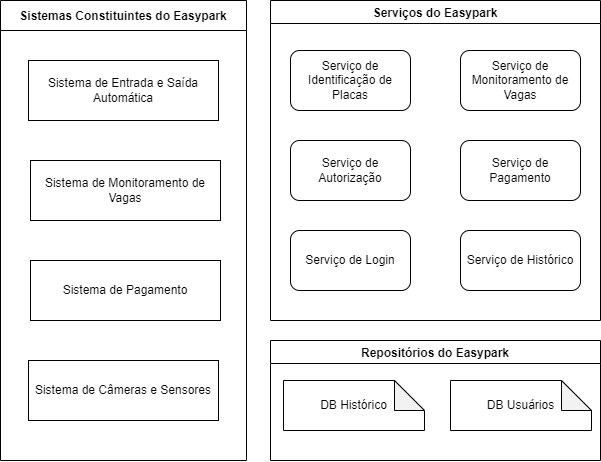 Sistemas Constituintes do Easypark
Sistema de Entrada e Saída
Automática
Sistema de Monitoramento de
Vagas
Sistema de Pagamento
Sistema de Câmeras e Sensores
Serviços do Easypark
Serviço de
Identificação de
Placas
Serviço de
Monitoramento de
Vagas
Serviço de
Autorização
Serviço de
Pagamento
Serviço de Login
Serviço de Histórico
Repositórios do Easypark
DB Histórico
DB Usuários